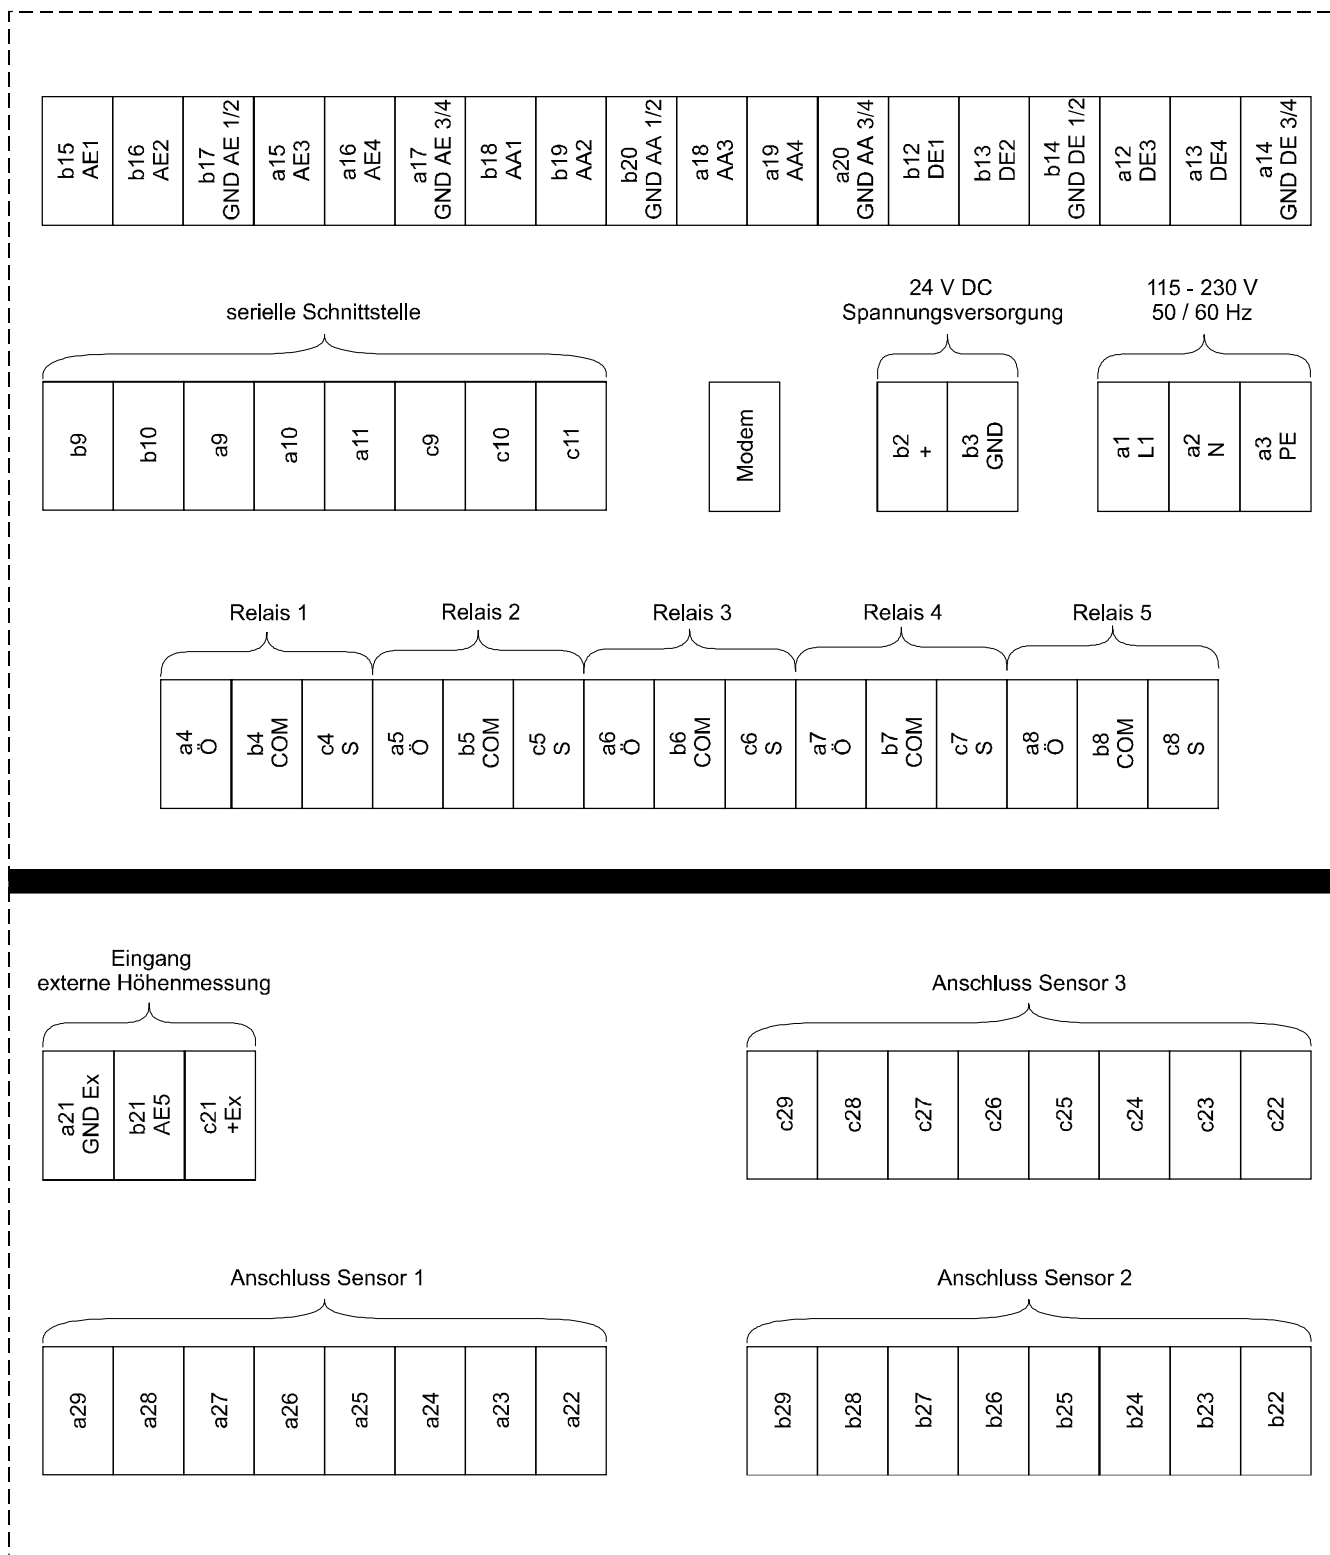 b15
AE1
b16
AE2
b17
GND AE 1/2
a15
AE3
a16
AE4
a17
GND AE 3/4
b18
AA1
b19
AA2
b20
GND AA 1/2
a18
AA3
a19
AA4
a20
GND AA 3/4
b12
DE1
b13
DE2
b14
GND DE 1/2
a12
DE3
a13
DE4
a14
GND DE 3/4
serielle Schnittstelle
24 V DC
Spannungsversorgung
115 - 230 V
50 / 60 Hz
b9
b10
a9
a10
a11
c9
c10
c11
Modem
b2
+
b3
GND
a1
L1
a2
N
a3
PE
Relais 1
Relais 2
Relais 3
Relais 4
Relais 5
a4
Ö
b4
COM
c4
S
a5
Ö
b5
COM
c5
S
a6
Ö
b6
COM
c6
S
a7
Ö
b7
COM
c7
S
a8
Ö
b8
COM
c8
S
Eingang
externe Höhenmessung
Anschluss Sensor 3
a21
GND Ex
b21
AE5
c21
+Ex
c29
c28
c27
c26
c25
c24
c23
c22
Anschluss Sensor 1
Anschluss Sensor 2
a29
a28
a27
a26
a25
a24
a23
a22
b29
b28
b27
b26
b25
b24
b23
b22